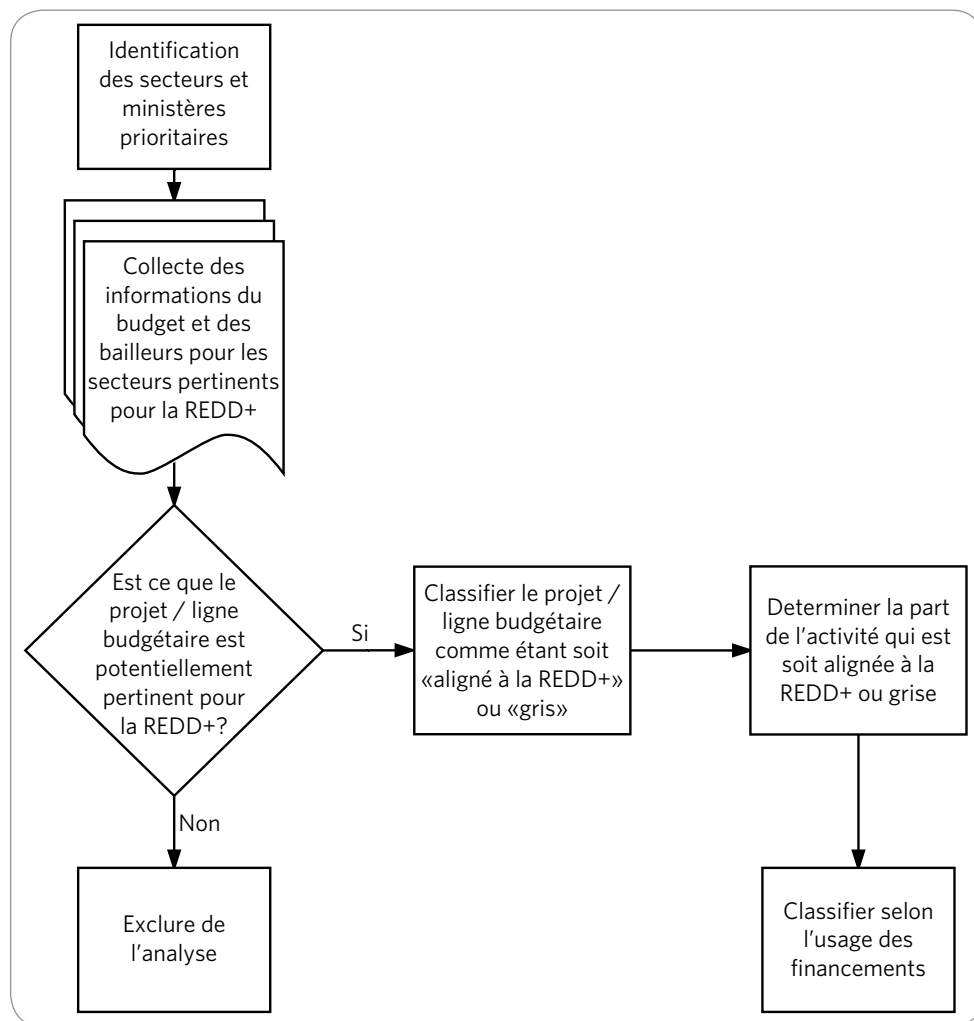 Identification
des secteurs et
ministères
prioritaires
Collecte des
informations du
budget et des
bailleurs pour les
secteurs pertinents
pour la REDD+
Est ce que le
projet / ligne
budgétaire est
potentiellement
pertinent pour
la REDD+?
Si
Classifier le projet /
ligne budgétaire
comme étant soit
«aligné à la REDD+»
ou «gris»
Determiner la part
de l'activité qui est
soit alignée à la
REDD+ ou grise
Non
Exclure de
l'analyse
Classifier selon
l'usage des
financements